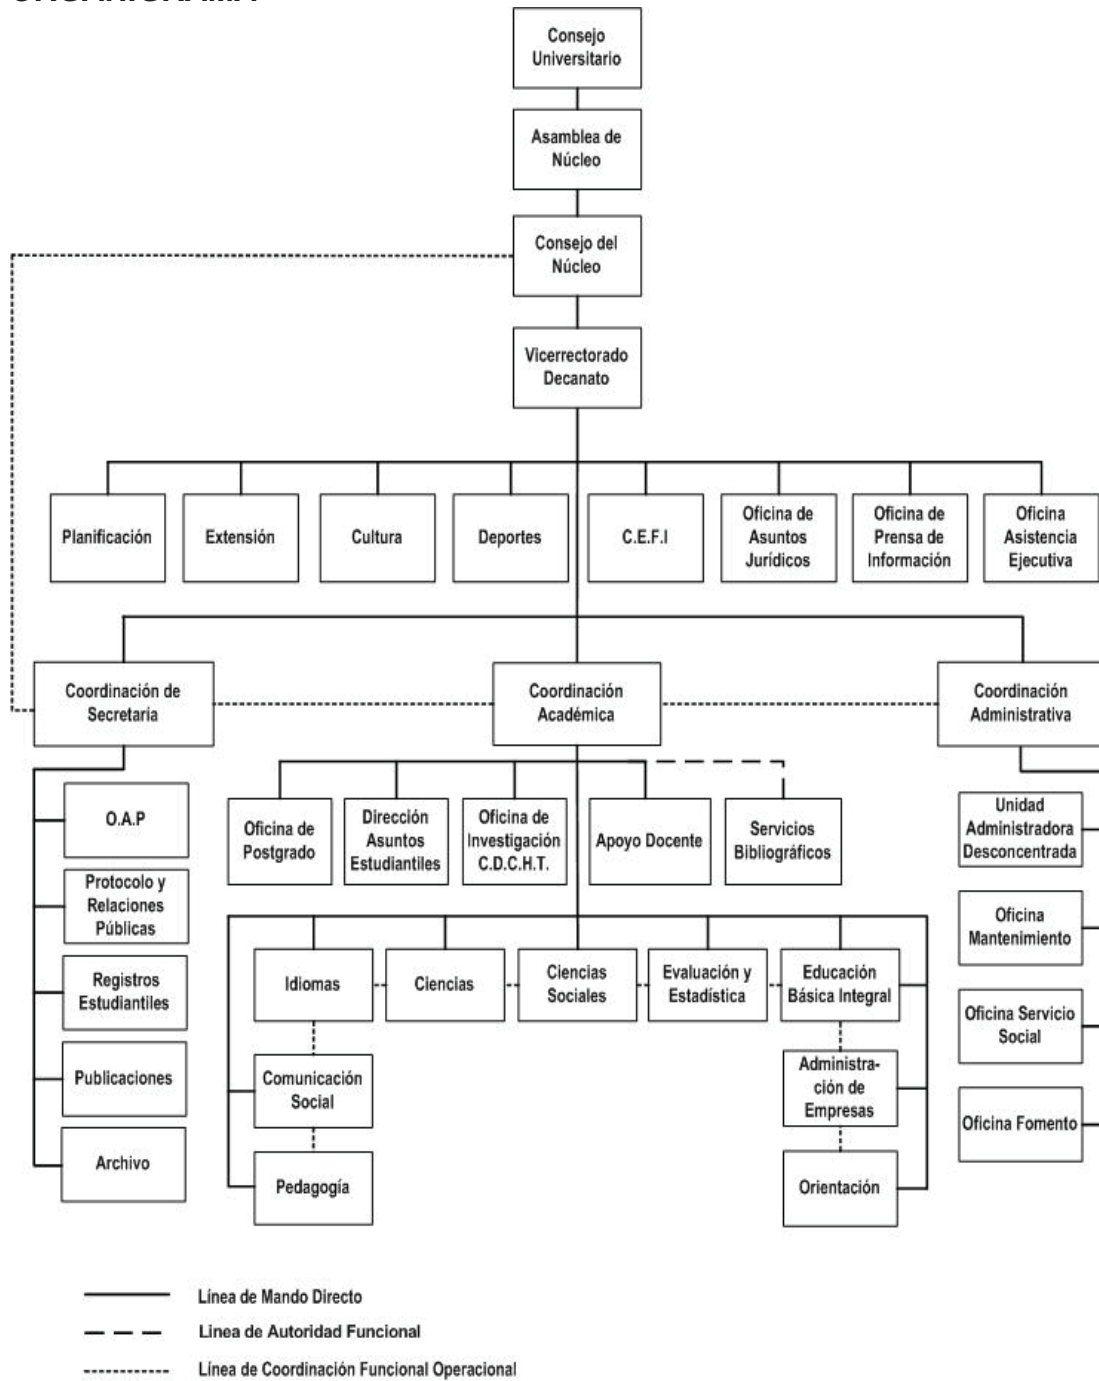 Consejo
Universitario
Asamblea de
Núcleo
Consejo del
Núcleo
Vicerrectorado
Decanato
Planificación
Extensión
Cultura
Deportes
C.E.F.I
Oficina de
Asuntos
Jurídicos
Oficina de
Prensa de
Información
Oficina
Asistencia
Ejecutiva
Coordinación de
Secretaria
Coordinación
Académica
Coordinación
Administrativa
O.A.P
Protocolo y
Relaciones
Públicas
Registros
Estudiantiles
Publicaciones
Archivo
Oficina de
Postgrado
Dirección
Asuntos
Estudiantiles
Oficina de
Investigación
C.D.C.H.T.
Apoyo Docente
Servicios
Bibliográficos
Idiomas
Ciencias
Ciencias
Sociales
Evaluación y
Estadística
Educación
Básica Integral
Comunicación
Social
Pedagogía
Administra-
ción de
Empresas
Orientación
Unidad
Administradora
Desconcentrada
Oficina
Mantenimiento
Oficina Servicio
Social
Oficina Fomento
Línea de Mando Directo
Linea de Autoridad Funcional
Línea de Coordinación Funcional Operacional